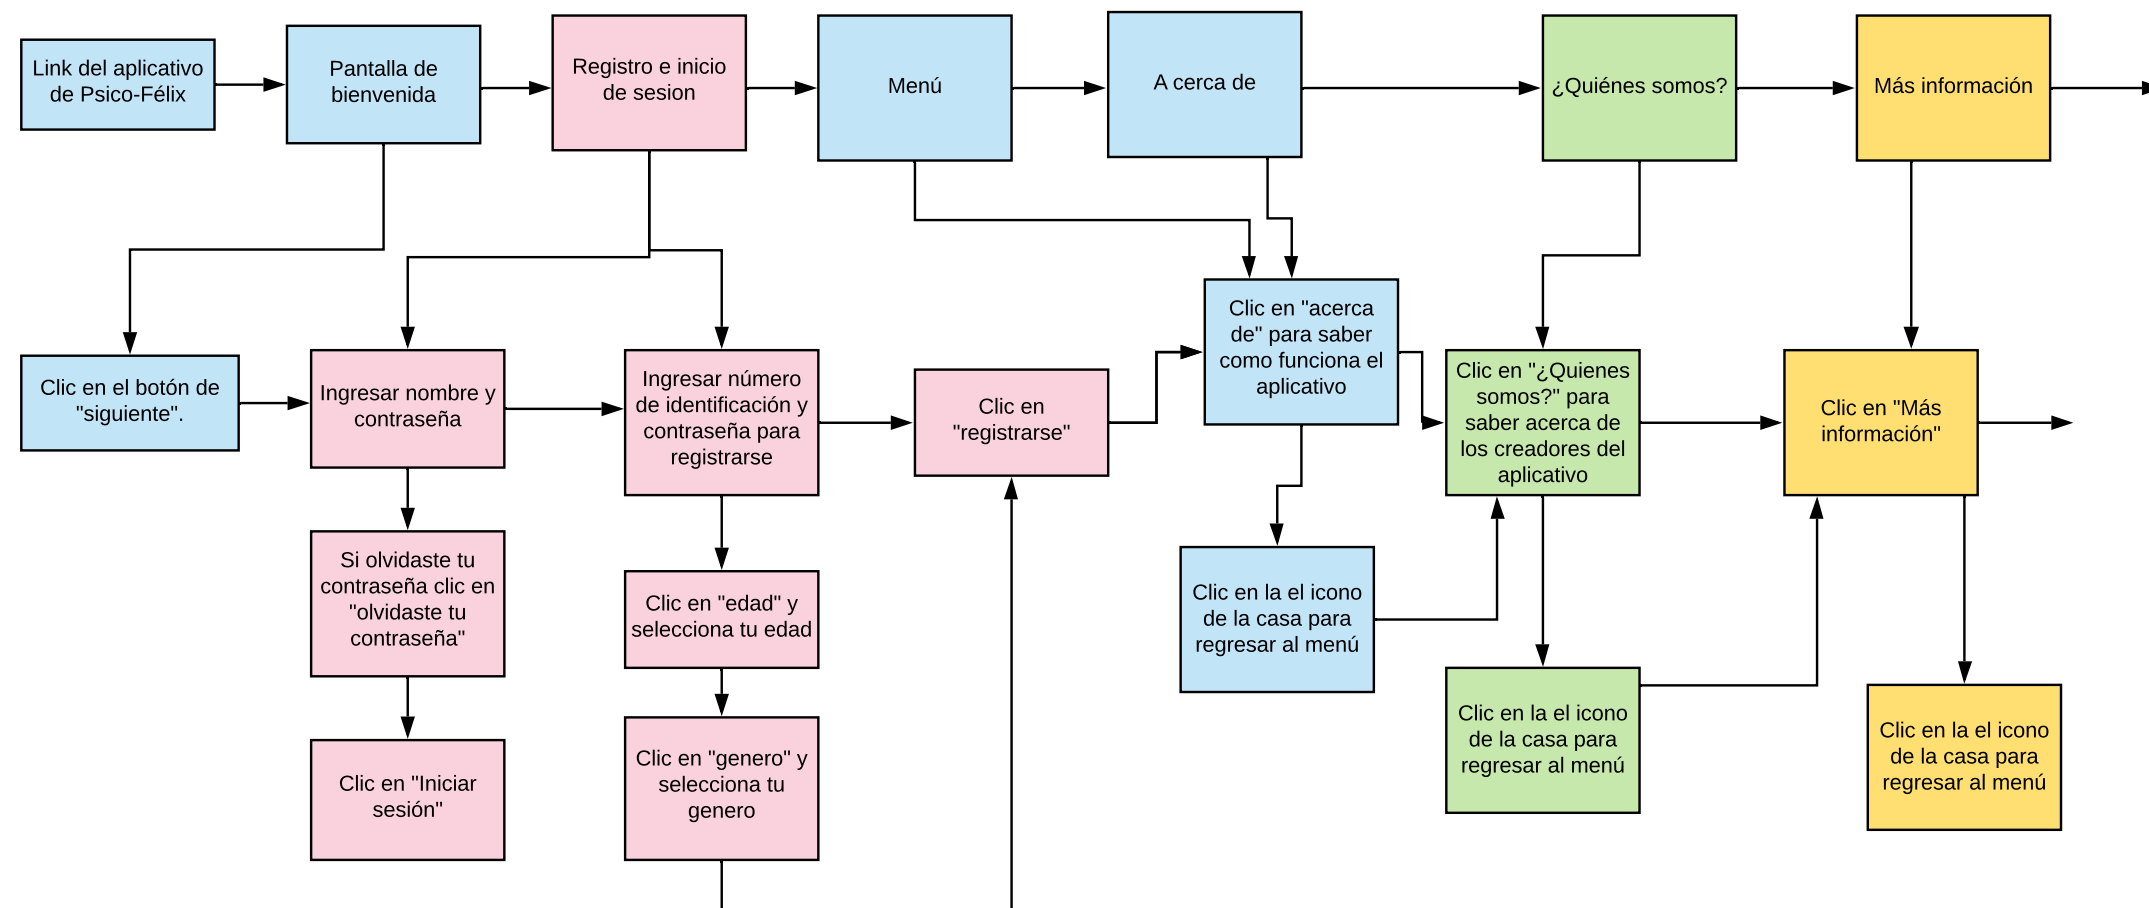 Link del aplicativo
de Psico-Félix
Pantalla de
bienvenida
Registro e inicio
de sesion
Menú
A cerca de
¿Quiénes somos?
Más información
Clic en el botón de
"siguiente".
Ingresar nombre y
contraseña
Ingresar número
de identificación y
contraseña para
registrarse
Clic en
"registrarse"
Clic en "acerca
de" para saber
como funciona el
aplicativo
Clic en "¿Quienes
somos?" para
saber acerca de
los creadores del
aplicativo
Clic en "Más
información"
Si olvidaste tu
contraseña clic en
"olvidaste tu
contraseña"
Clic en "edad" y
selecciona tu edad
Clic en la el icono
de la casa para
regresar al menú
Clic en "Iniciar
sesión"
Clic en "genero" y
selecciona tu
genero
Clic en la el icono
de la casa para
regresar al menú
Clic en la el icono
de la casa para
regresar al menú